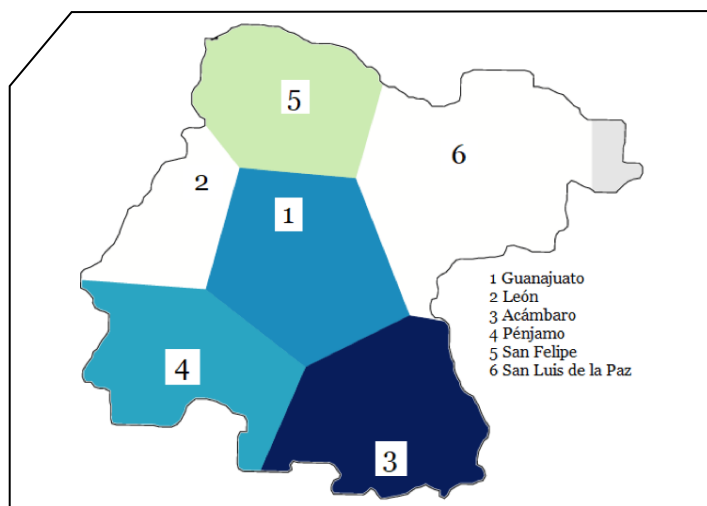 5
6
2
1
1 Guanajuato
2 León
3 Acámbaro
4 Pénjamo
5 San Felipe
6 San Luis de la Paz
4
3